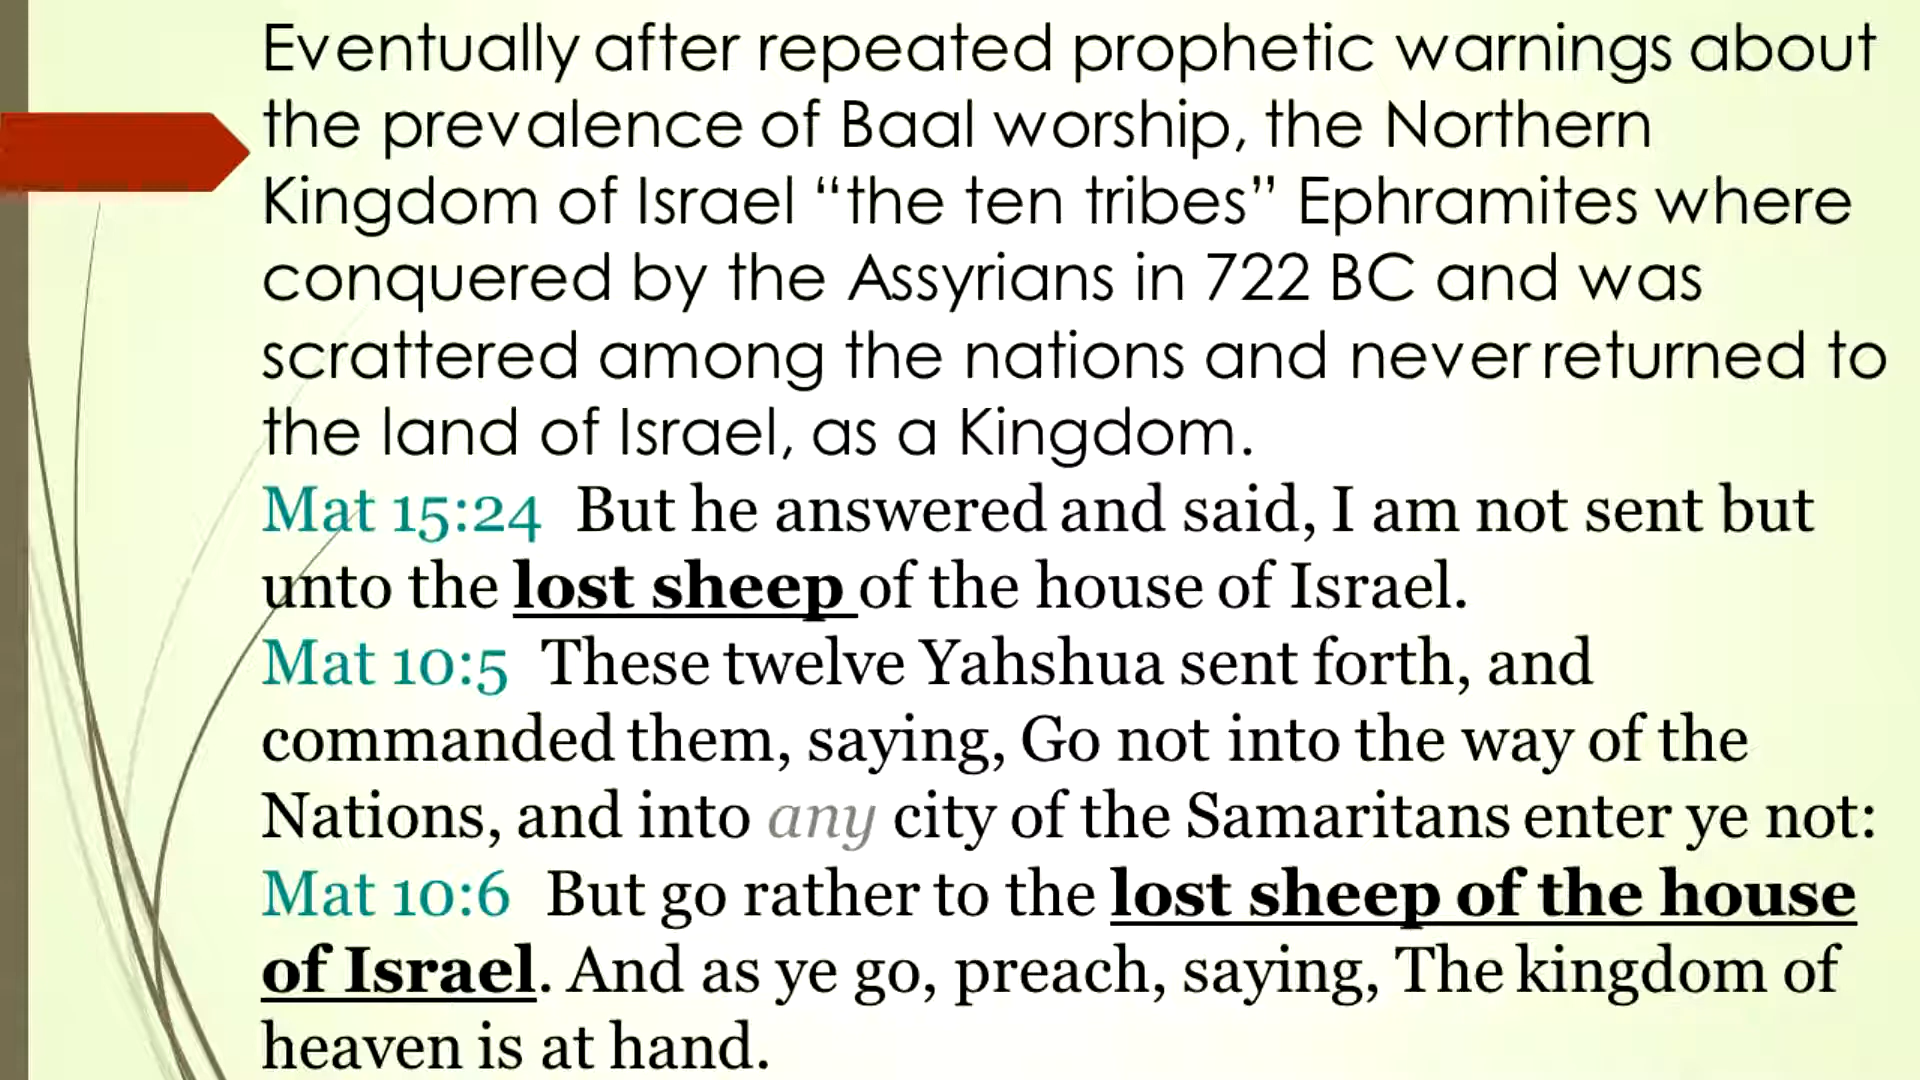 Eventually after repeated prophetic warnings about
the prevalence of Baal worship, the Northern
Kingdom of Israel “the ten tribes” Ephramites where
conquered by the Assyrians in 722 BC and was
scrattered among the nations and never returned to
the land of Israel, as a Kingdom.
Mat 15:24 But he answered and said, I am not sent but
unto the lost sheep of the house of Israel.
Mat 10:5 These twelve Yahshua sent forth, and
commanded them, saying, Go not into the way of the
Nations, and into any city of the Samaritans enter ye not:
Mat 10:6 But go rather to the lost sheep of the house
of Israel. And as ye go, preach, saying, The kingdom of
heaven is at hand.